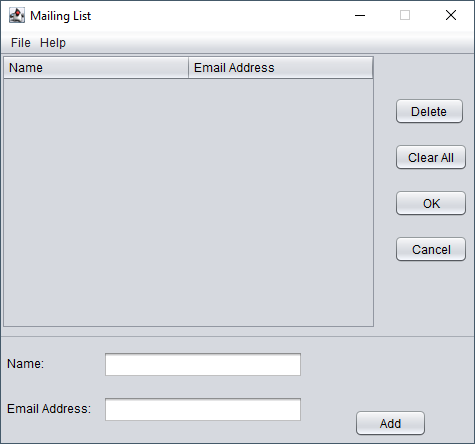 Mailing List
File Help
Name Email Address
Delete
Clear All
OK
Cancel
Name:
Email Address:
Add